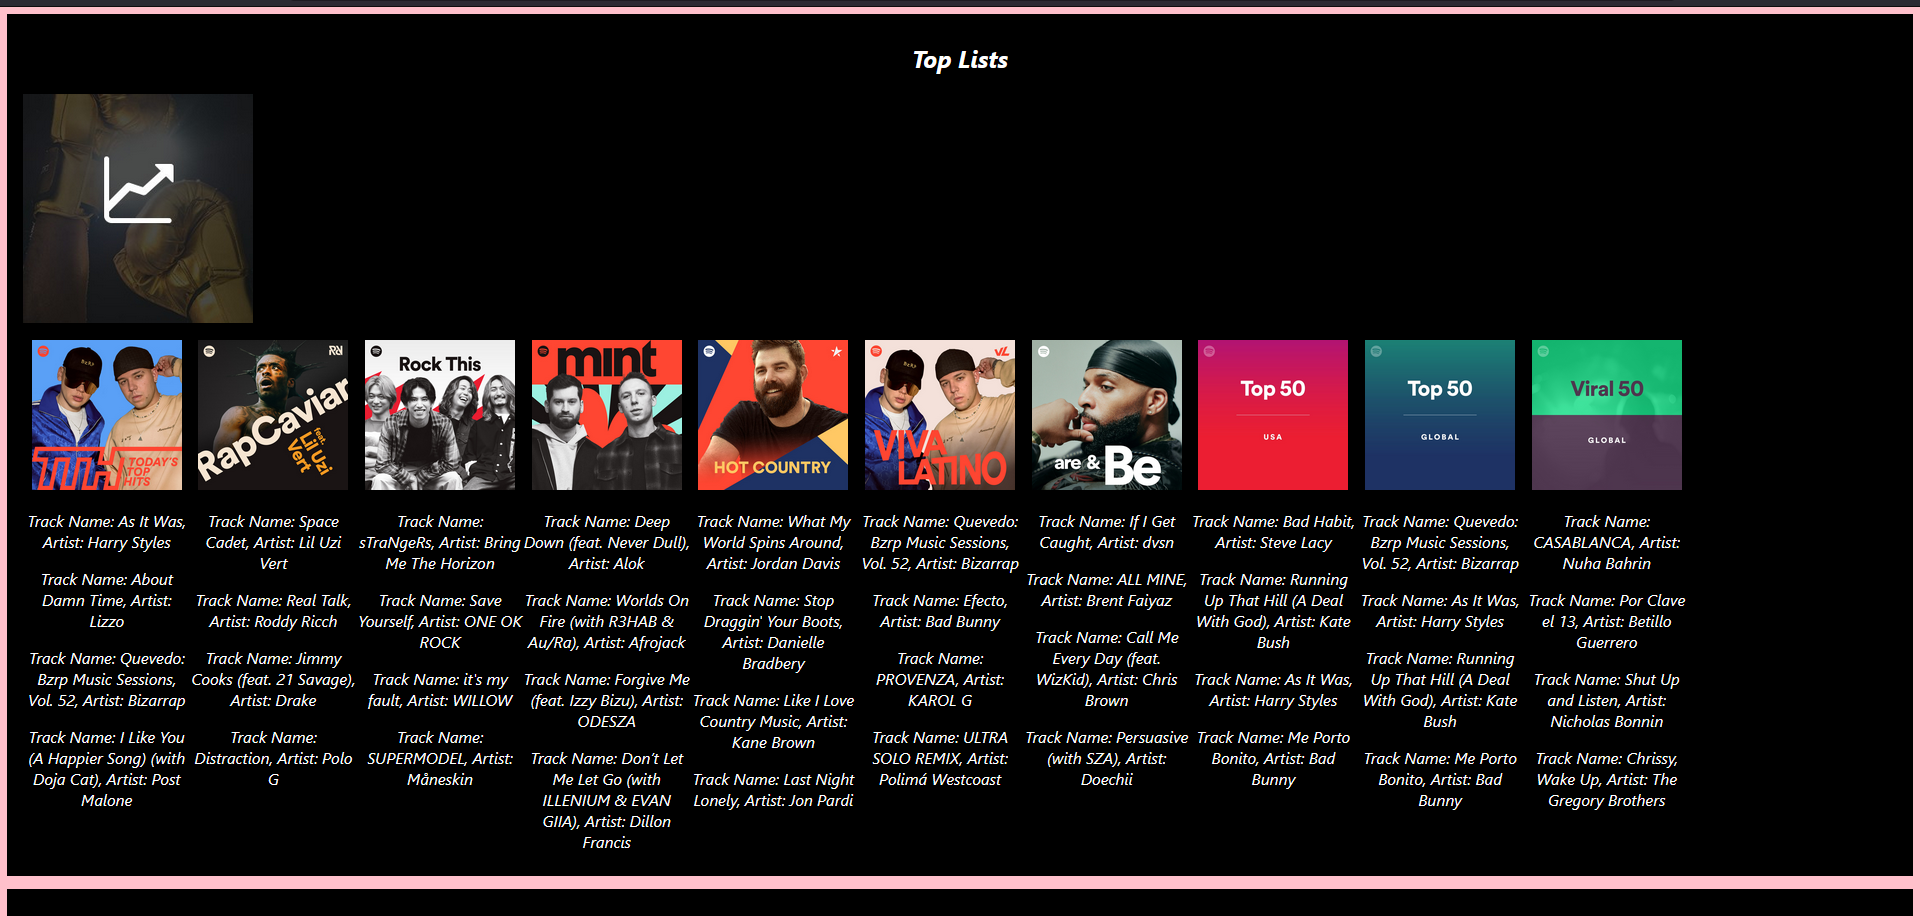 Top Lists
BZRP
TTH TODAY'S
TOP
HITS
RapCaviar
feat.
Lil Uzi
Vert
Rock This
mint
HOT COUNTRY
VL
BZRP
VIVA
LATINO
are & Be
Top 50
USA
Top 50
GLOBAL
Viral 50
GLOBAL
Track Name: As It Was,
Artist: Harry Styles
Track Name: About
Damn Time, Artist:
Lizzo
Track Name: Quevedo:
Bzrp Music Sessions,
Vol. 52, Artist: Bizarrap
Track Name: I Like You
(A Happier Song) (with
Doja Cat), Artist: Post
Malone
Track Name: Space
Cadet, Artist: Lil Uzi
Vert
Track Name: Real Talk,
Artist: Roddy Ricch
Track Name: Jimmy
Cooks (feat. 21 Savage),
Artist: Drake
Track Name:
Distraction, Artist: Polo
G
Track Name:
sTraNgeRs, Artist: Bring
Me The Horizon
Track Name: Save
Yourself, Artist: ONE OK
ROCK
Track Name: it's my
fault, Artist: WILLOW
Track Name:
SUPERMODEL, Artist:
Måneskin
Track Name: Deep
Down (feat. Never Dull),
Artist: Alok
Track Name: Worlds On
Fire (with R3HAB &
Au/Ra), Artist: Afrojack
Track Name: Forgive Me
(feat. Izzy Bizu), Artist:
ODESZA
Track Name: Don’t Let
Me Let Go (with
ILLENIUM & EVAN
GIIA), Artist: Dillon
Francis
Track Name: What My
World Spins Around,
Artist: Jordan Davis
Track Name: Stop
Draggin' Your Boots,
Artist: Danielle
Bradbery
Track Name: Like I Love
Country Music, Artist:
Kane Brown
Track Name: Last Night
Lonely, Artist: Jon Pardi
Track Name: Quevedo:
Bzrp Music Sessions,
Vol. 52, Artist: Bizarrap
Track Name: Efecto,
Artist: Bad Bunny
Track Name:
PROVENZA, Artist:
KAROL G
Track Name: ULTRA
SOLO REMIX, Artist:
Polimá Westcoast
Track Name: If I Get
Caught, Artist: dvsn
Track Name: ALL MINE,
Artist: Brent Faiyaz
Track Name: Call Me
Every Day (feat.
WizKid), Artist: Chris
Brown
Track Name: Persuasive
(with SZA), Artist:
Doechii
Track Name: Bad Habit,
Artist: Steve Lacy
Track Name: Running
Up That Hill (A Deal
With God), Artist: Kate
Bush
Track Name: As It Was,
Artist: Harry Styles
Track Name: Me Porto
Bonito, Artist: Bad
Bunny
Track Name: Quevedo:
Bzrp Music Sessions,
Vol. 52, Artist: Bizarrap
Track Name: As It Was,
Artist: Harry Styles
Track Name: Running
Up That Hill (A Deal
With God), Artist: Kate
Bush
Track Name: Me Porto
Bonito, Artist: Bad
Bunny
Track Name:
CASABLANCA, Artist:
Nuha Bahrin
Track Name: Por Clave
el 13, Artist: Betillo
Guerrero
Track Name: Shut Up
and Listen, Artist:
Nicholas Bonnin
Track Name: Chrissy,
Wake Up, Artist: The
Gregory Brothers